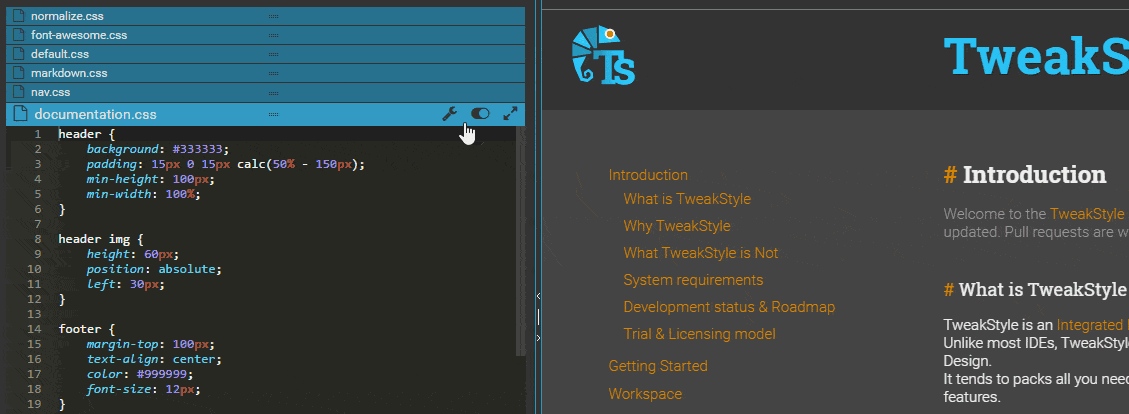 normalize.css
font-awesome.css
default.css
markdown.css
nav.css
documentation.css
1 header {
2 background: #333333;
3 padding: 15px 0 15px calc(50% - 150px);
4 min-height: 100px;
5 min-width: 100%;
6 }
7
8 header img {
9 height: 60px;
10 position: absolute;
11 left: 30px;
12 }
13
14 footer {
15 margin-top: 100px;
16 text-align: center;
17 color: #999999;
18 font-size: 12px;
19 }
TS
TweakS
Introduction
What is TweakStyle
Why TweakStyle
What TweakStyle is Not
System requirements
Development status & Roadmap
Trial & Licensing model
Getting Started
Workspace
# Introduction
Welcome to the TweakStyle
updated. Pull requests are w
# What is TweakStyle
TweakStyle is an Integrated
Unlike most IDEs, TweakStyle
Design.
It tends to packs all you need
features.